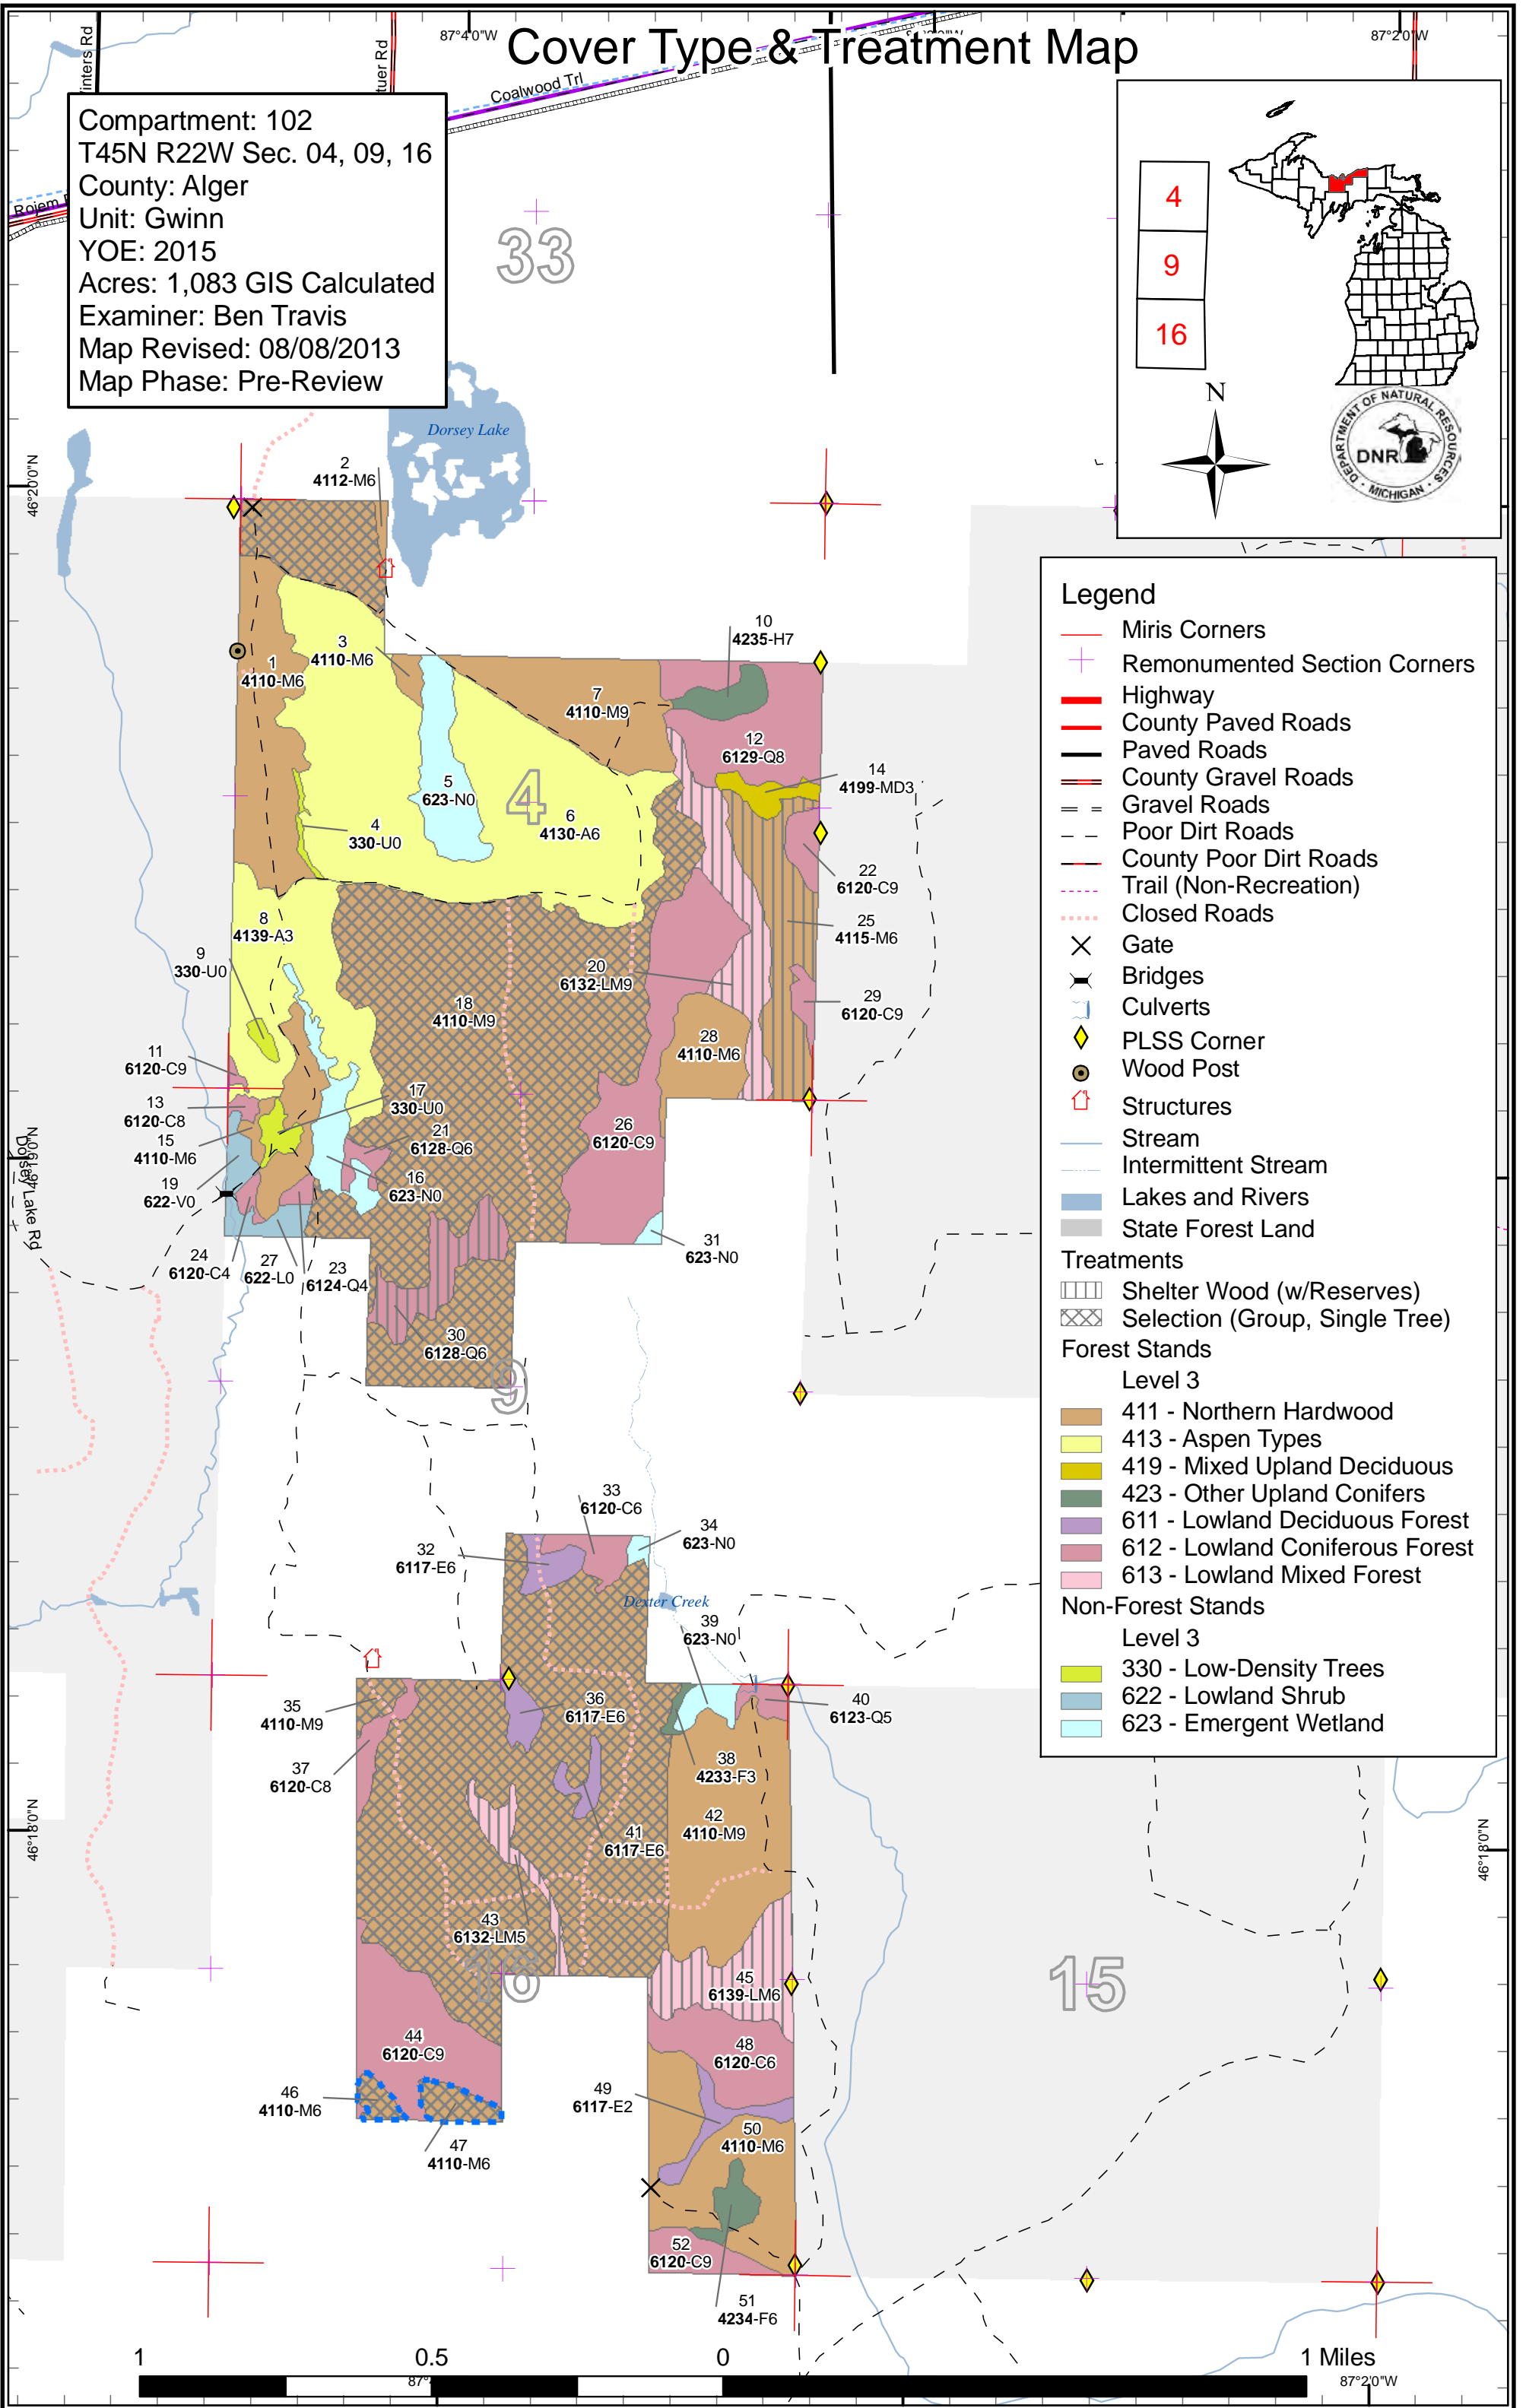 Cover Type & Treatment Map
87°4'0"W
87°2'0"W
Winters Rd
tuer Rd
Coalwood Trl
Rojem
Compartment: 102
T45N R22W Sec. 04, 09, 16
County: Alger
Unit: Gwinn
YOE: 2015
Acres: 1,083 GIS Calculated
Examiner: Ben Travis
Map Revised: 08/08/2013
Map Phase: Pre-Review
4
9
16
N
DEPARTMENT OF NATURAL RESOURCES
DNR
MICHIGAN
33
Dorsey Lake
46°20'0"N
2
4112-M6
3
4110-M6
1
4110-M6
10
4235-H7
7
4110-M9
12
6129-Q8
14
4199-MD3
5
623-N0
4
6
4130-A6
4
330-U0
22
6120-C9
8
4139-A3
25
4115-M6
9
330-U0
20
6132-LM9
18
4110-M9
29
6120-C9
28
4110-M6
11
6120-C9
17
330-U0
13
6120-C8
21
6128-Q6
26
6120-C9
15
4110-M6
16
623-N0
19
622-V0
Dorsey Lake Rd
31
623-N0
24
6120-C4
27
622-L0
23
6124-Q4
30
6128-Q6
9
33
6120-C6
34
623-N0
32
6117-E6
Dexter Creek
39
623-N0
35
4110-M9
36
6117-E6
40
6123-Q5
37
6120-C8
38
4233-F3
42
4110-M9
41
6117-E6
46°18'0"N
46°18'0"N
43
6132-LM5
16
15
45
6139-LM6
44
6120-C9
48
6120-C6
46
4110-M6
49
6117-E2
50
4110-M6
47
4110-M6
52
6120-C9
51
4234-F6
Legend
Miris Corners
Remonumented Section Corners
Highway
County Paved Roads
Paved Roads
County Gravel Roads
Gravel Roads
Poor Dirt Roads
County Poor Dirt Roads
Trail (Non-Recreation)
Closed Roads
Gate
Bridges
Culverts
PLSS Corner
Wood Post
Structures
Stream
Intermittent Stream
Lakes and Rivers
State Forest Land
Treatments
Shelter Wood (w/Reserves)
Selection (Group, Single Tree)
Forest Stands
Level 3
411 - Northern Hardwood
413 - Aspen Types
419 - Mixed Upland Deciduous
423 - Other Upland Conifers
611 - Lowland Deciduous Forest
612 - Lowland Coniferous Forest
613 - Lowland Mixed Forest
Non-Forest Stands
Level 3
330 - Low-Density Trees
622 - Lowland Shrub
623 - Emergent Wetland
1
0.5
0
1 Miles
87°2'0"W